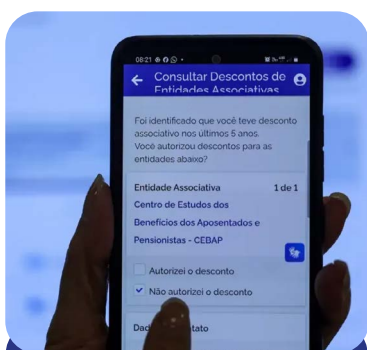 08:21
Consultar Descontos de
Entidades Associativas
Foi identificado que você teve desconto
associativo nos últimos 5 anos.
Você autorizou descontos para as
entidades abaixo?
Entidade Associativa 1 de 1
Centro de Estudos dos
Benefícios dos Aposentados e
Pensionistas - CEBAP
Autorizei o desconto
Não autorizei o desconto